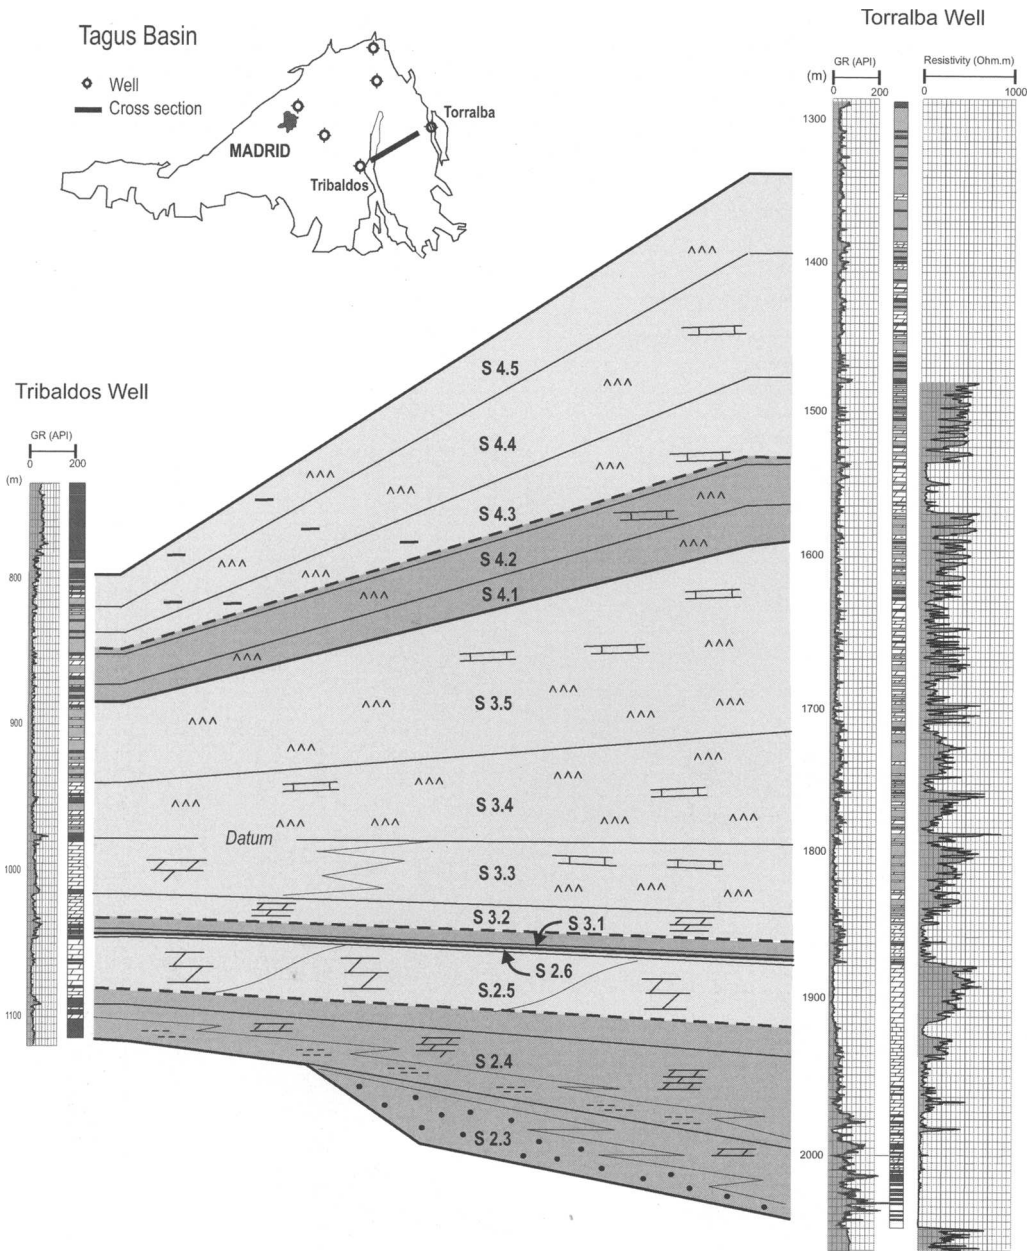 Tagus Basin
Well
Cross section
MADRID
Tribaldos
Torralba
Torralba Well
GR (API)
Resistivity (Ohm.m)
(m)
0
200
0
1000
1300
1400
1500
1600
1700
1800
1900
2000
Tribaldos Well
GR (API)
0
200
(m)
800
900
1000
1100
S 4.5
S 4.4
S 4.3
S 4.2
S 4.1
S 3.5
S 3.4
Datum
S 3.3
S 3.2
S 3.1
S 2.6
S.2.5
S 2.4
S 2.3